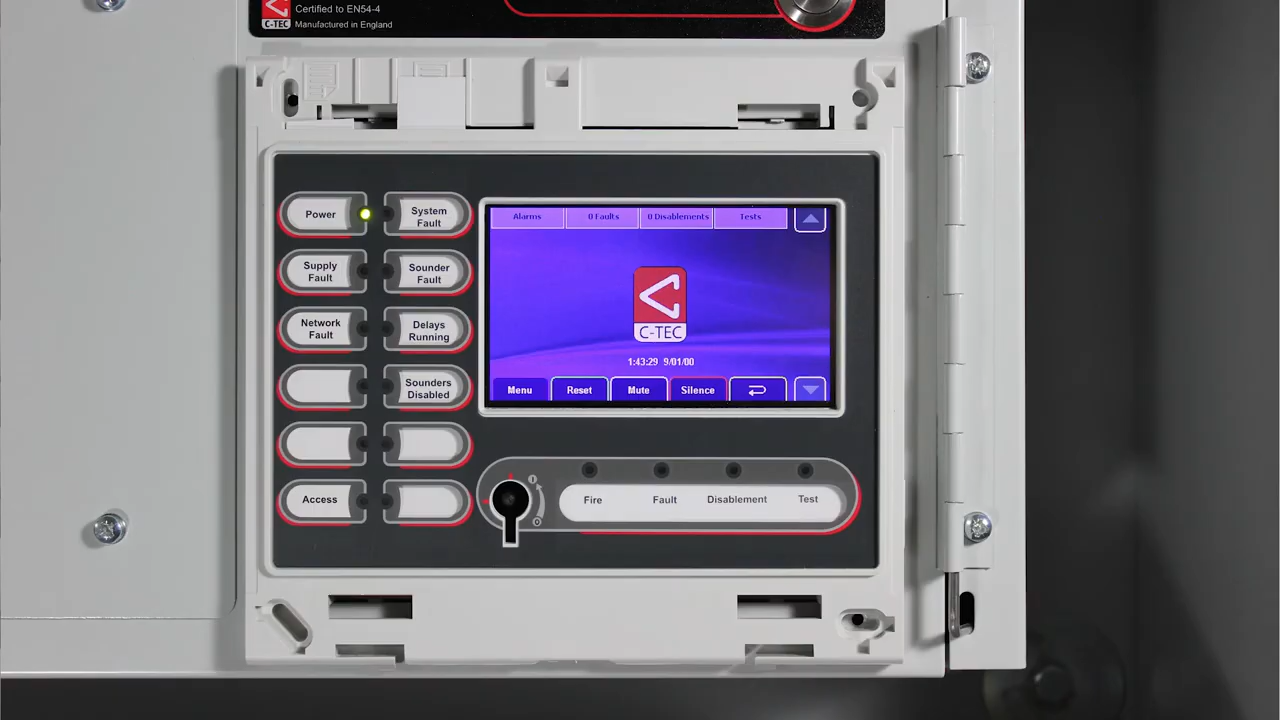 Certified to EN54-4
C-TEC
Manufactured in England
Power
System
Fault
Supply
Fault
Sounder
Fault
Network
Fault
Delays
Running
Sounders
Disabled
Access
Alarms
0 Faults
0 Disablements
Tests
C-TEC
1:43:29 9/01/00
Menu
Reset
Mute
Silence
Fire
Fault
Disablement
Test